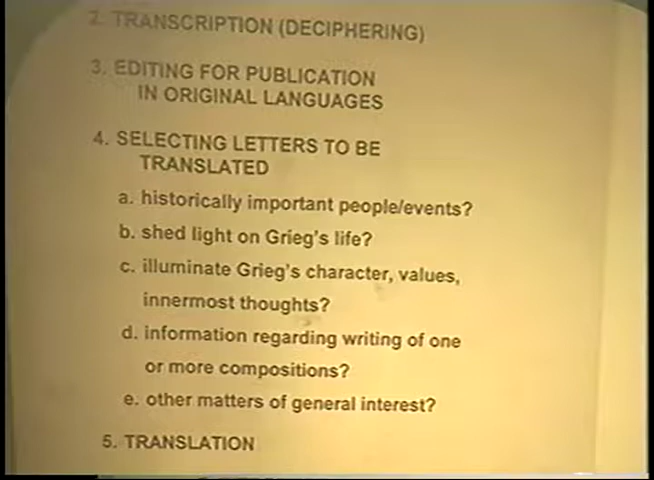 2. TRANSCRIPTION (DECIPHERING)
3. EDITING FOR PUBLICATION
IN ORIGINAL LANGUAGES
4. SELECTING LETTERS TO BE
TRANSLATED
a. historically important people/events?
b. shed light on Grieg's life?
c. illuminate Grieg's character, values,
innermost thoughts?
d. information regarding writing of one
or more compositions?
e. other matters of general interest?
5. TRANSLATION